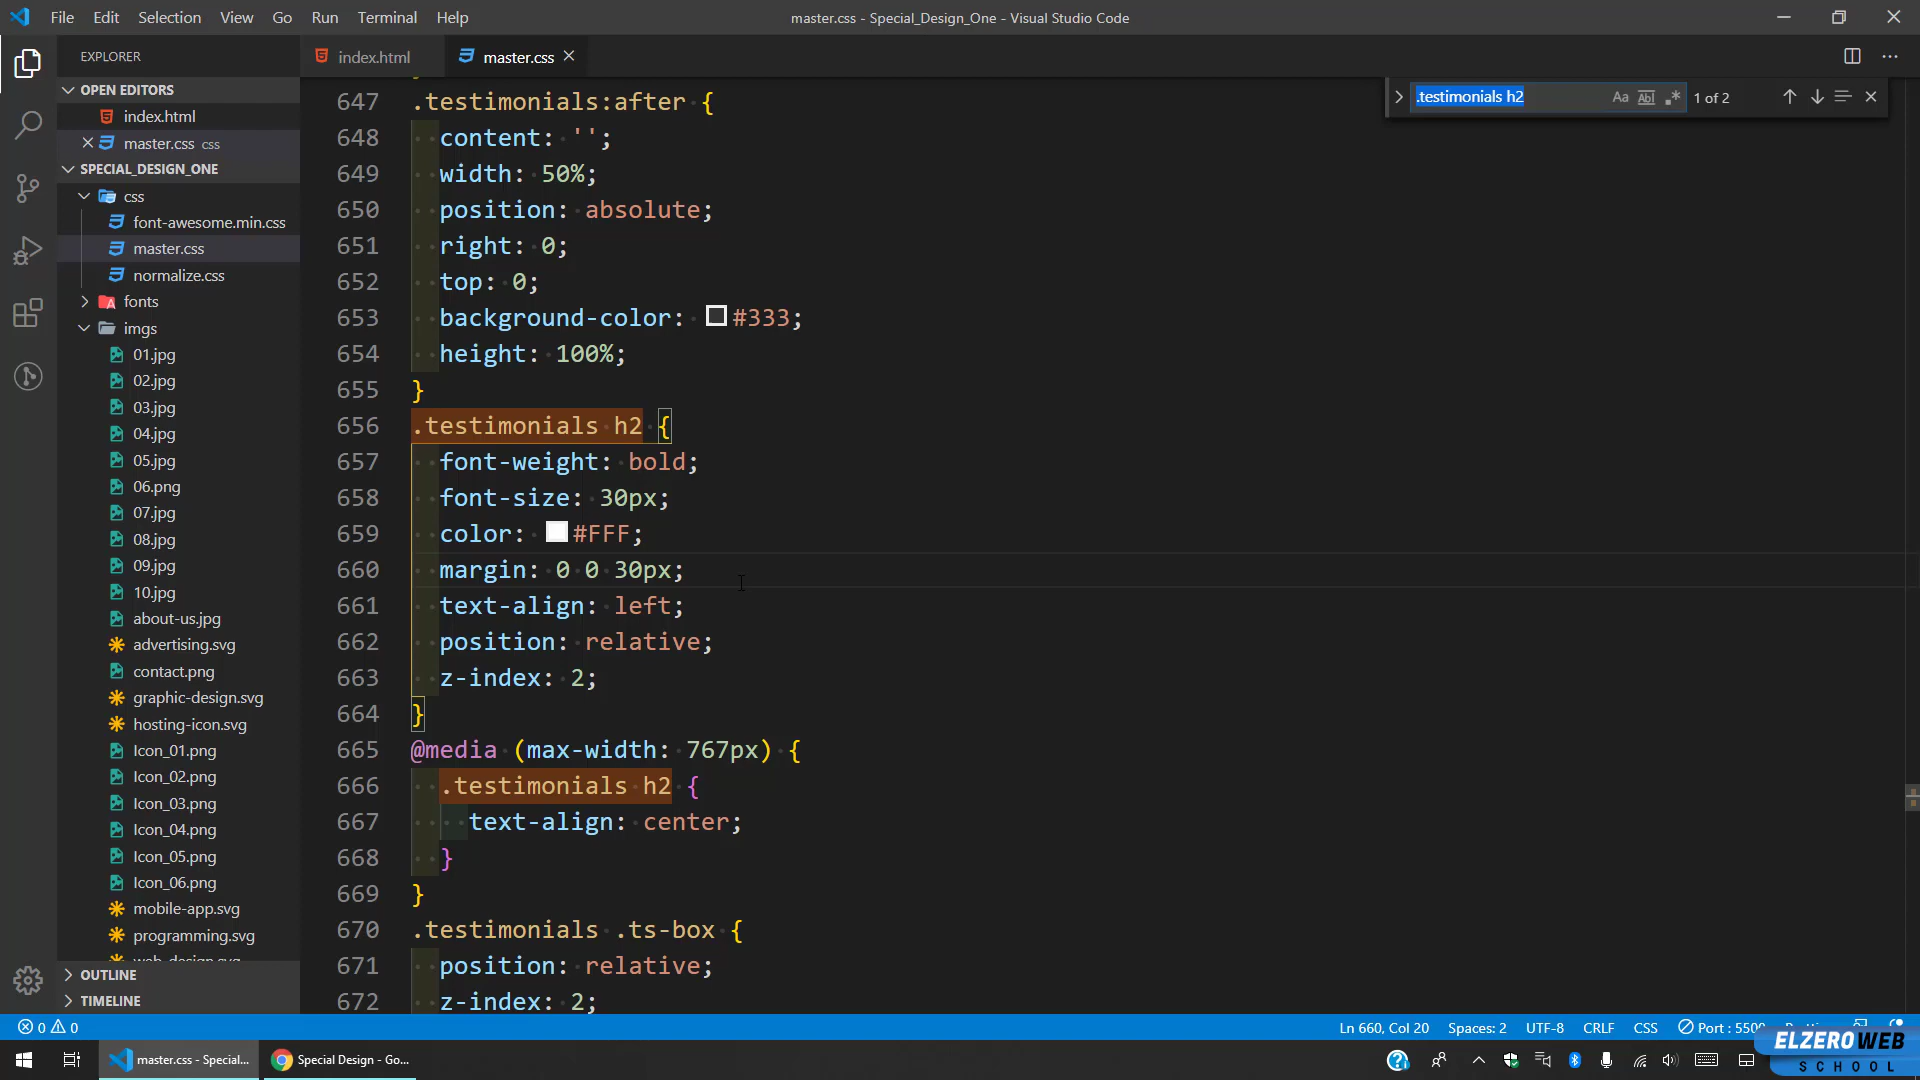 File Edit Selection View Go Run Terminal Help
master.css - Special_Design_One - Visual Studio Code
EXPLORER
OPEN EDITORS
index.html
master.css css
SPECIAL_DESIGN_ONE
css
font-awesome.min.css
master.css
normalize.css
fonts
imgs
01.jpg
02.jpg
03.jpg
04.jpg
05.jpg
06.png
07.jpg
08.jpg
09.jpg
10.jpg
about-us.jpg
advertising.svg
contact.png
graphic-design.svg
hosting-icon.svg
Icon_01.png
Icon_02.png
Icon_03.png
Icon_04.png
Icon_05.png
Icon_06.png
mobile-app.svg
programming.svg
web-design.svg
OUTLINE
TIMELINE
index.html
master.css
.testimonials h2 Aa Abl .* 1 of 2
647 .testimonials:after {
648 content: '';
649 width: 50%;
650 position: absolute;
651 right: 0;
652 top: 0;
653 background-color: #333;
654 height: 100%;
655 }
656 .testimonials h2 {
657 font-weight: bold;
658 font-size: 30px;
659 color: #FFF;
660 margin: 0 0 30px;
661 text-align: left;
662 position: relative;
663 z-index: 2;
664 }
665 @media (max-width: 767px) {
666 .testimonials h2 {
667 text-align: center;
668 }
669 }
670 .testimonials .ts-box {
671 position: relative;
672 z-index: 2;
0 0
Ln 660, Col 20 Spaces: 2 UTF-8 CRLF CSS Port : 5500
master.css - Special...
Special Design - Go...
ELZEROWEB
SCHOOL